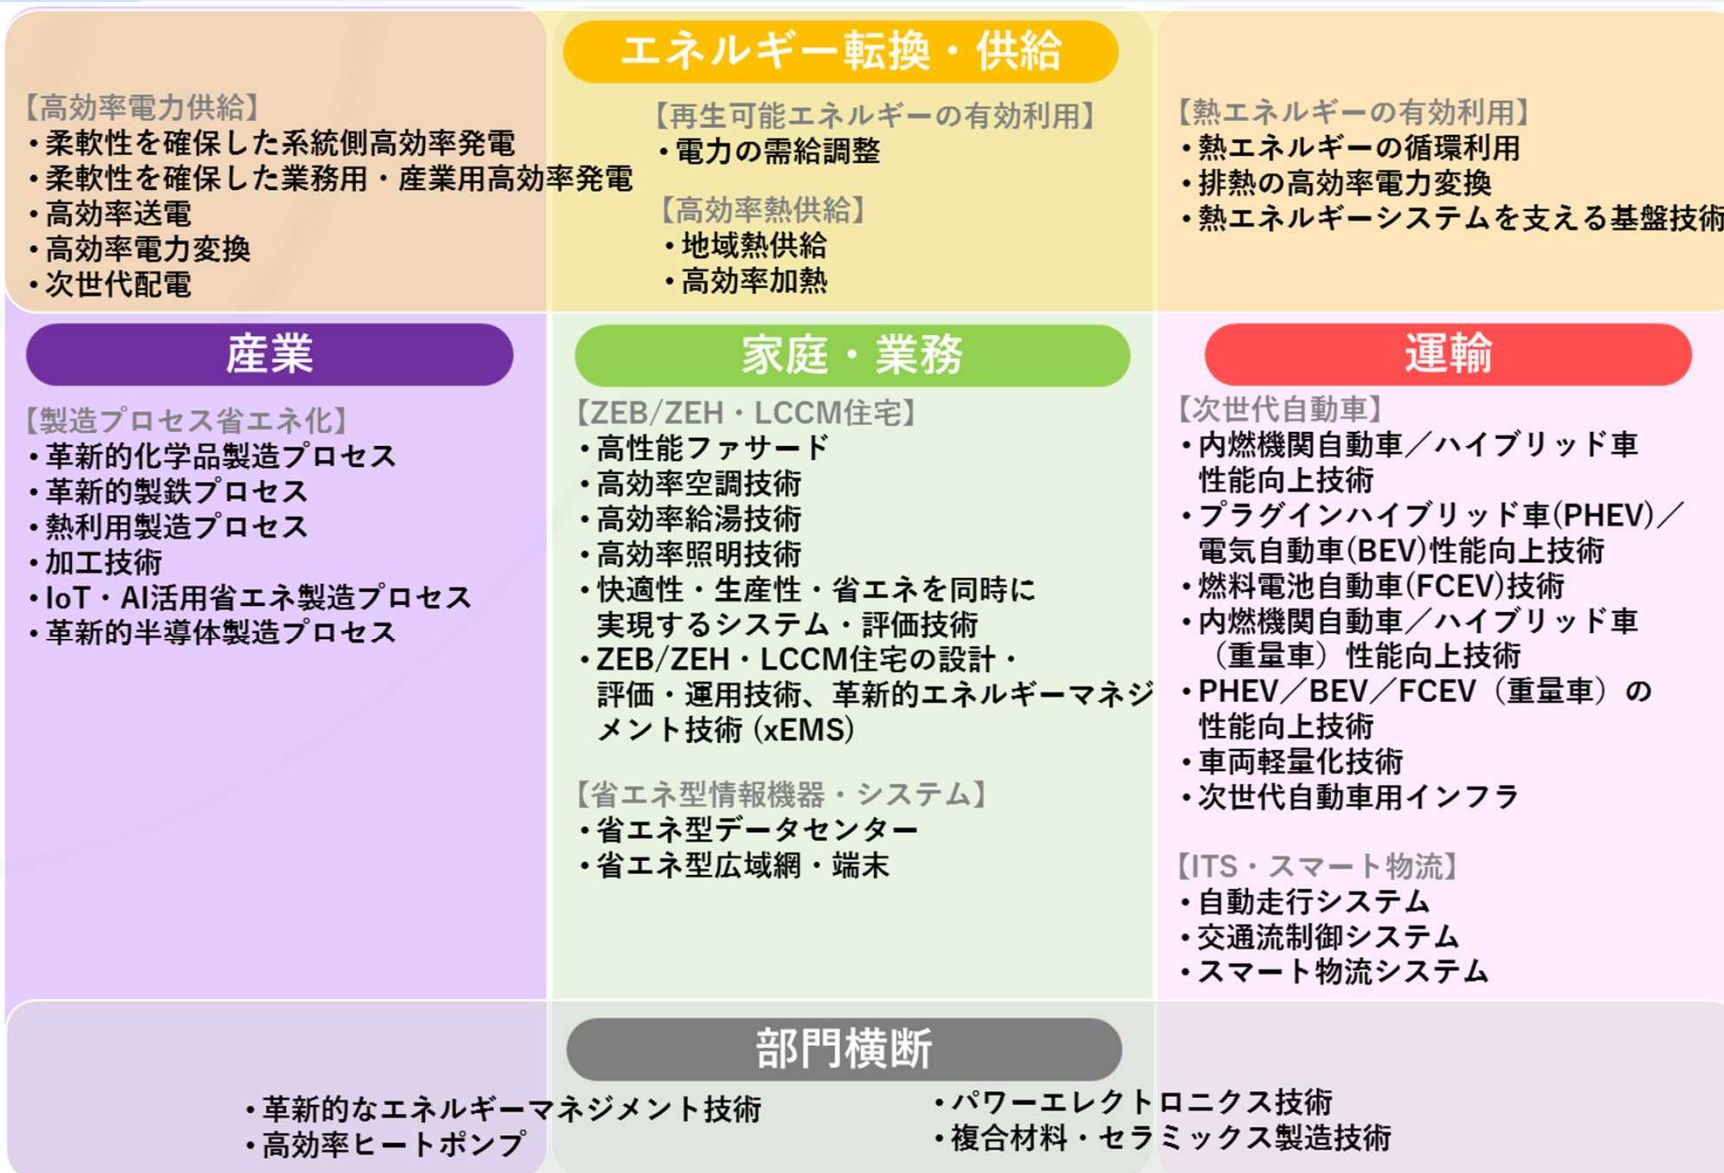 エネルギー転換・供給
【高効率電力供給】
・柔軟性を確保した系統側高効率発電
・柔軟性を確保した業務用・産業用高効率発電
・高効率送電
・高効率電力変換
・次世代配電
【再生可能エネルギーの有効利用】
・電力の需給調整
【高効率熱供給】
・地域熱供給
・高効率加熱
【熱エネルギーの有効利用】
・熱エネルギーの循環利用
・排熱の高効率電力変換
・熱エネルギーシステムを支える基盤技術
産業
【製造プロセス省エネ化】
・革新的化学品製造プロセス
・革新的製鉄プロセス
・熱利用製造プロセス
・加工技術
・IoT・AI活用省エネ製造プロセス
・革新的半導体製造プロセス
家庭・業務
【ZEB/ZEH・LCCM住宅】
・高性能ファサード
・高効率空調技術
・高効率給湯技術
・高効率照明技術
・快適性・生産性・省エネを同時に
実現するシステム・評価技術
・ZEB/ZEH・LCCM住宅の設計・
評価・運用技術、革新的エネルギーマネジ
メント技術 (xEMS)
【省エネ型情報機器・システム】
・省エネ型データセンター
・省エネ型広域網・端末
運輸
【次世代自動車】
・内燃機関自動車／ハイブリッド車
性能向上技術
・プラグインハイブリッド車(PHEV)／
電気自動車(BEV)性能向上技術
・燃料電池自動車(FCEV)技術
・内燃機関自動車／ハイブリッド車
（重量車）性能向上技術
・PHEV／BEV／FCEV（重量車）の
性能向上技術
・車両軽量化技術
・次世代自動車用インフラ
【ITS・スマート物流】
・自動走行システム
・交通流制御システム
・スマート物流システム
部門横断
・革新的なエネルギーマネジメント技術
・高効率ヒートポンプ
・パワーエレクトロニクス技術
・複合材料・セラミックス製造技術